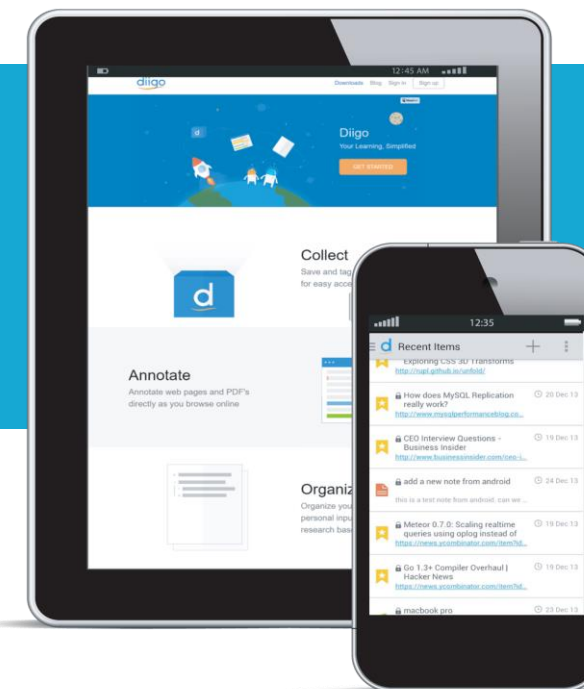 12:45 AM
diigo
Downloads Blog Sign in Sign up
d
Diigo
Your Learning, Simplified
GET STARTED
Collect
Save and tag
for easy acce
d
Annotate
Annotate web pages and PDF's
directly as you browse online
Organiz
Organize you
personal inpu
research bas
12:35
d Recent Items
Exploring CSS 3D Transforms
http://rupl.github.io/unfold/
How does MySQL Replication 20 Dec 13
really work?
http://www.mysqlperformanceblog.co...
CEO Interview Questions - 19 Dec 13
Business Insider
http://www.businessinsider.com/ceo-i...
add a new note from android 24 Dec 13
this is a test note from android. can we ...
Meteor 0.7.0: Scaling realtime 19 Dec 13
queries using oplog instead of
https://news.ycombinator.com/item?id...
Go 1.3+ Compiler Overhaul | 19 Dec 13
Hacker News
https://news.ycombinator.com/item?id...
macbook pro 23 Dec 13